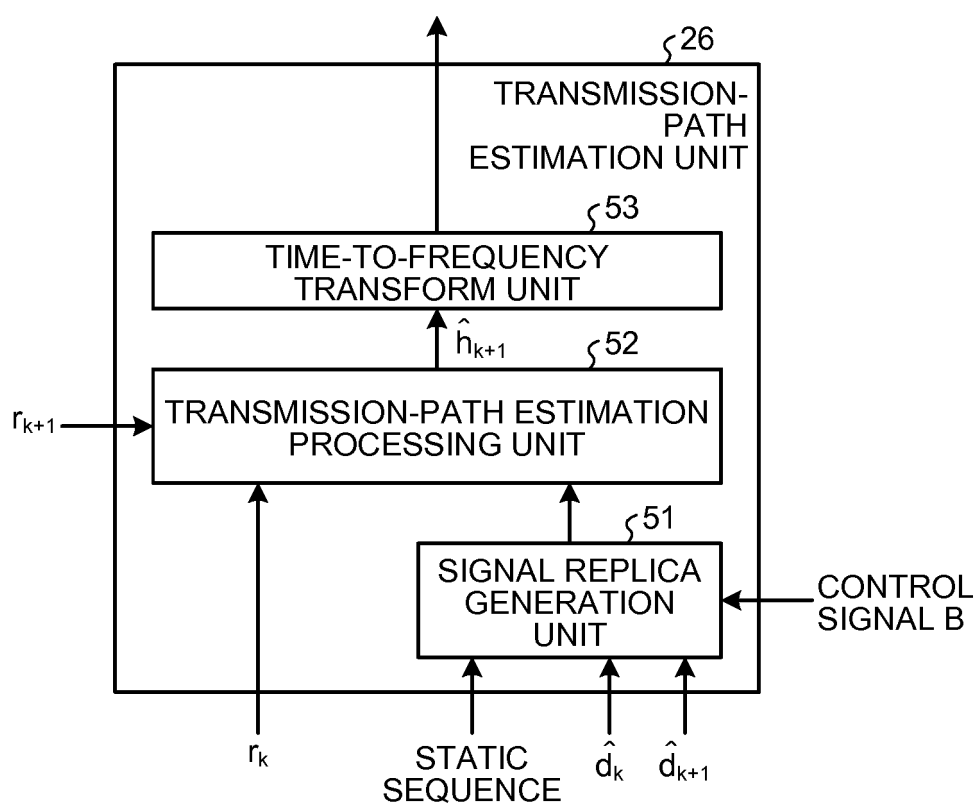 26
TRANSMISSION-
PATH
ESTIMATION UNIT
53
TIME-TO-FREQUENCY
TRANSFORM UNIT
ĥk+1
52
rk+1
TRANSMISSION-PATH ESTIMATION
PROCESSING UNIT
51
SIGNAL REPLICA
GENERATION
UNIT
CONTROL
SIGNAL B
rk
STATIC
SEQUENCE
d̂k
d̂k+1